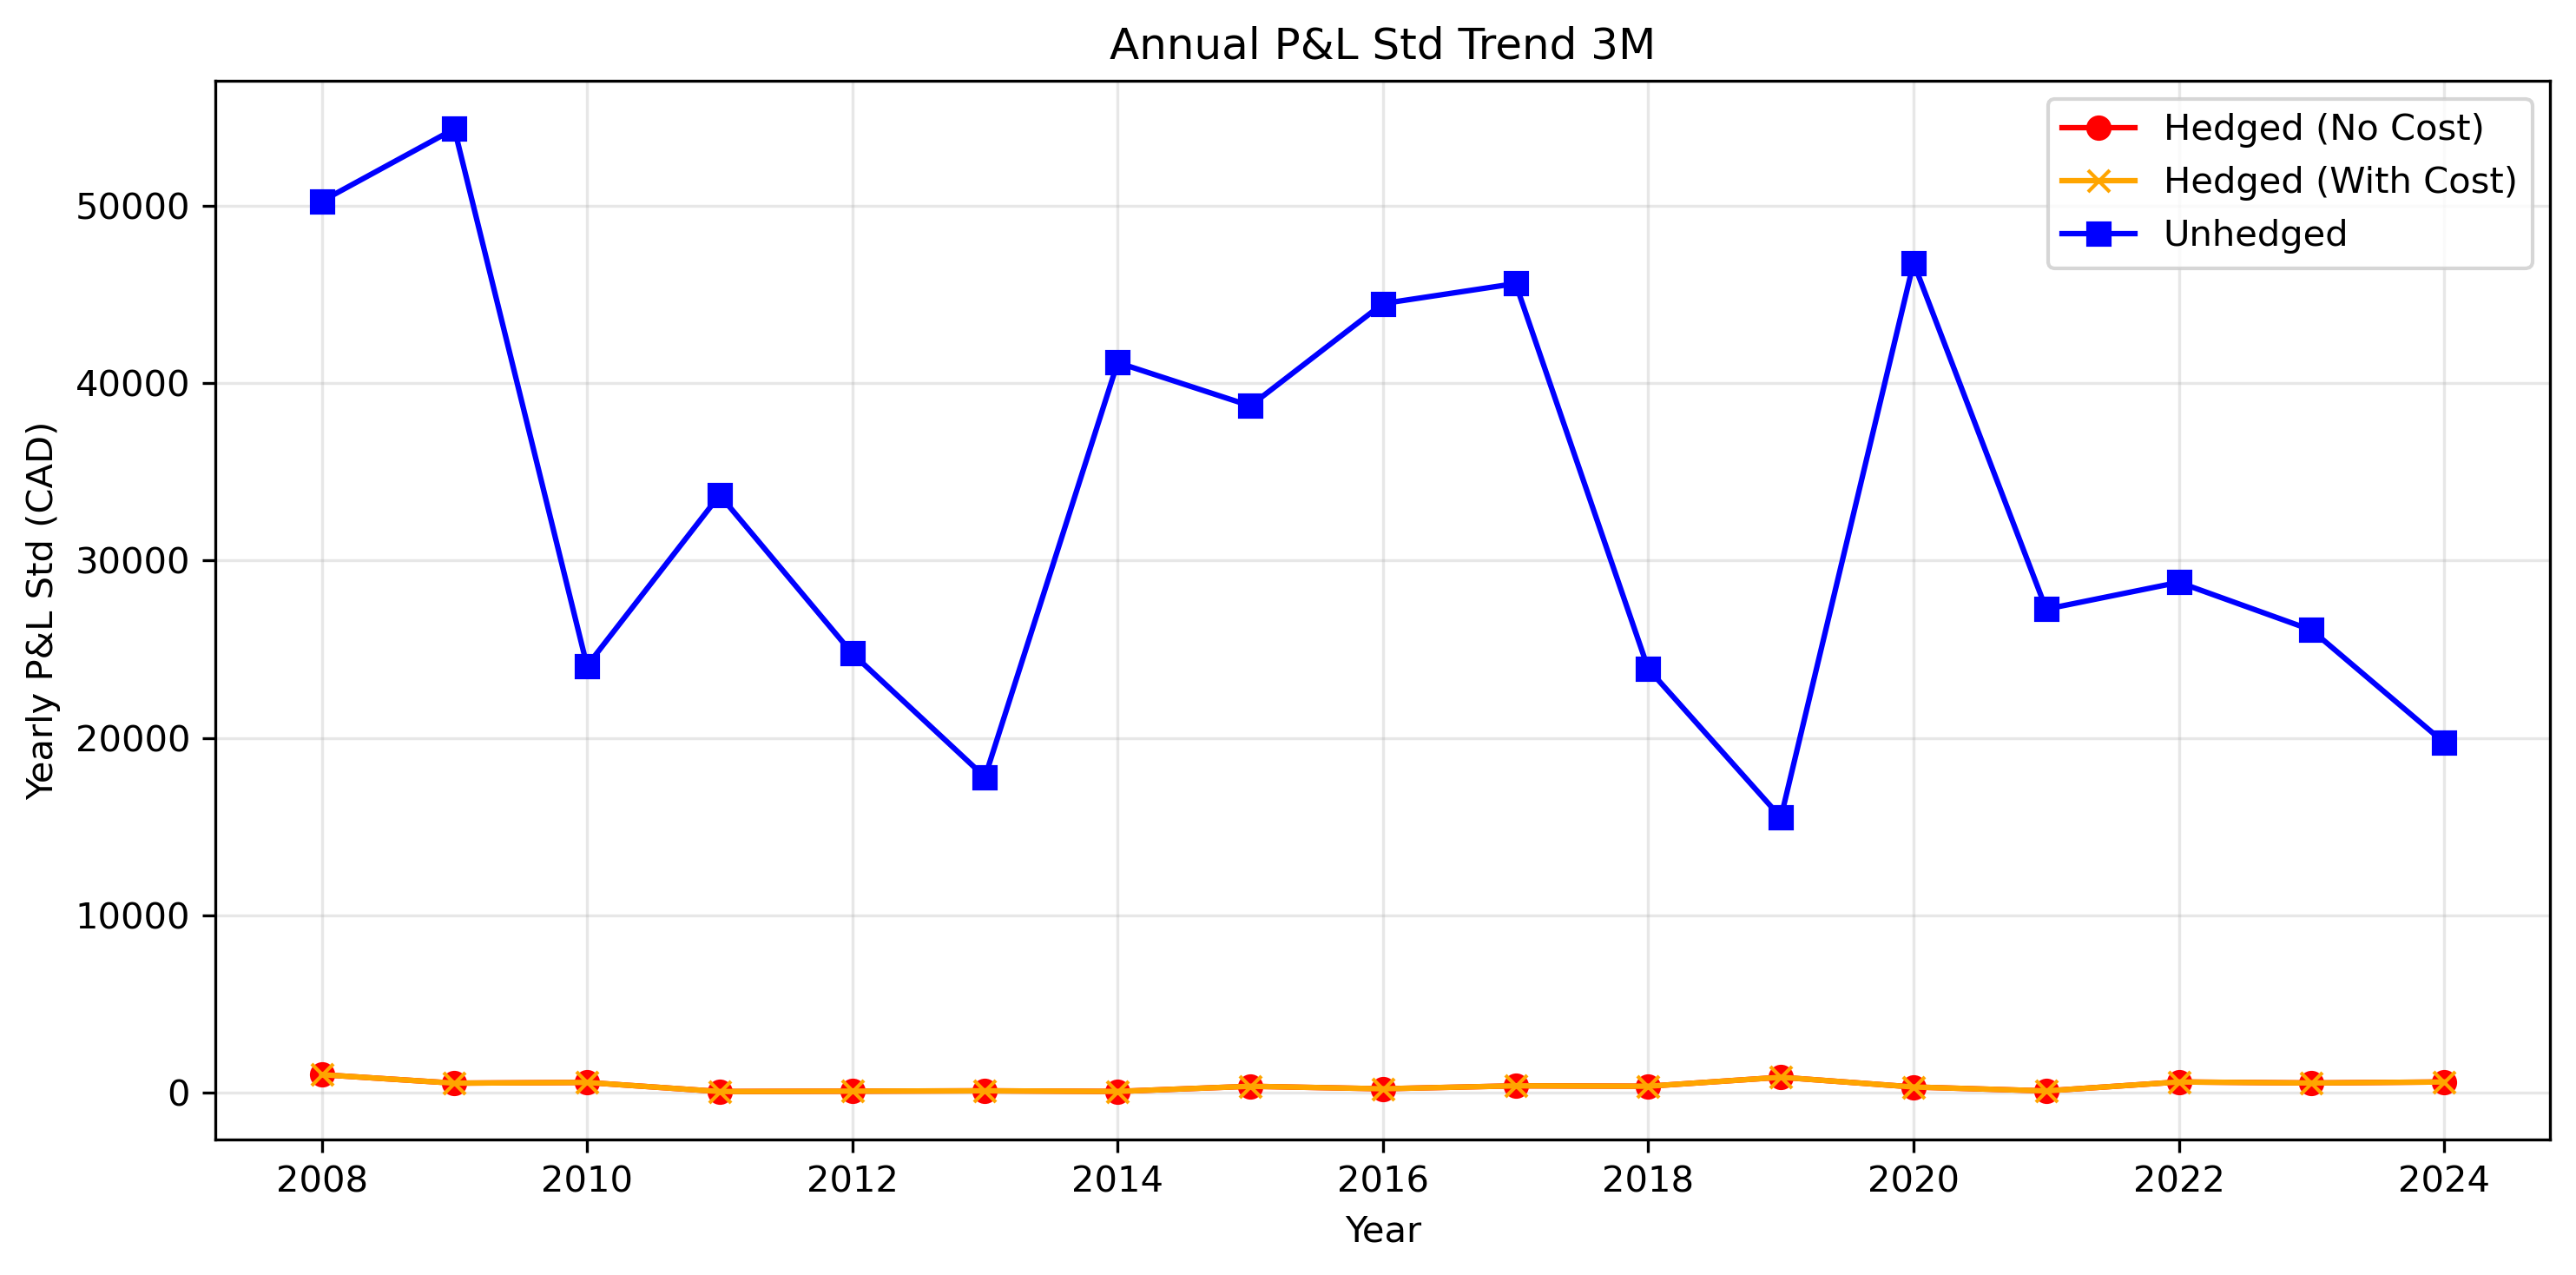 Annual P&L Std Trend 3M
Hedged (No Cost)
Hedged (With Cost)
Unhedged
Yearly P&L Std (CAD)
50000
40000
30000
20000
10000
0
2008 2010 2012 2014 2016 2018 2020 2022 2024
Year